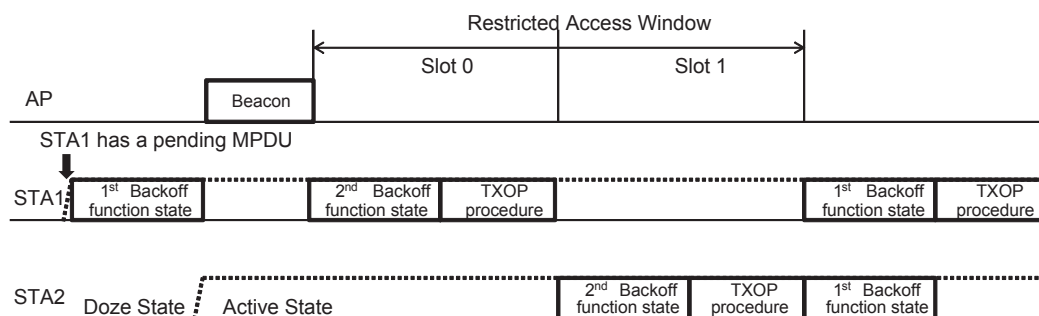 Restricted Access Window
Slot 0
Slot 1
AP
Beacon
STA1 has a pending MPDU
STA1
1st Backoff
function state
2nd Backoff
function state
TXOP
procedure
1st Backoff
function state
TXOP
procedure
STA2
Doze State
Active State
2nd Backoff
function state
TXOP
procedure
1st Backoff
function state